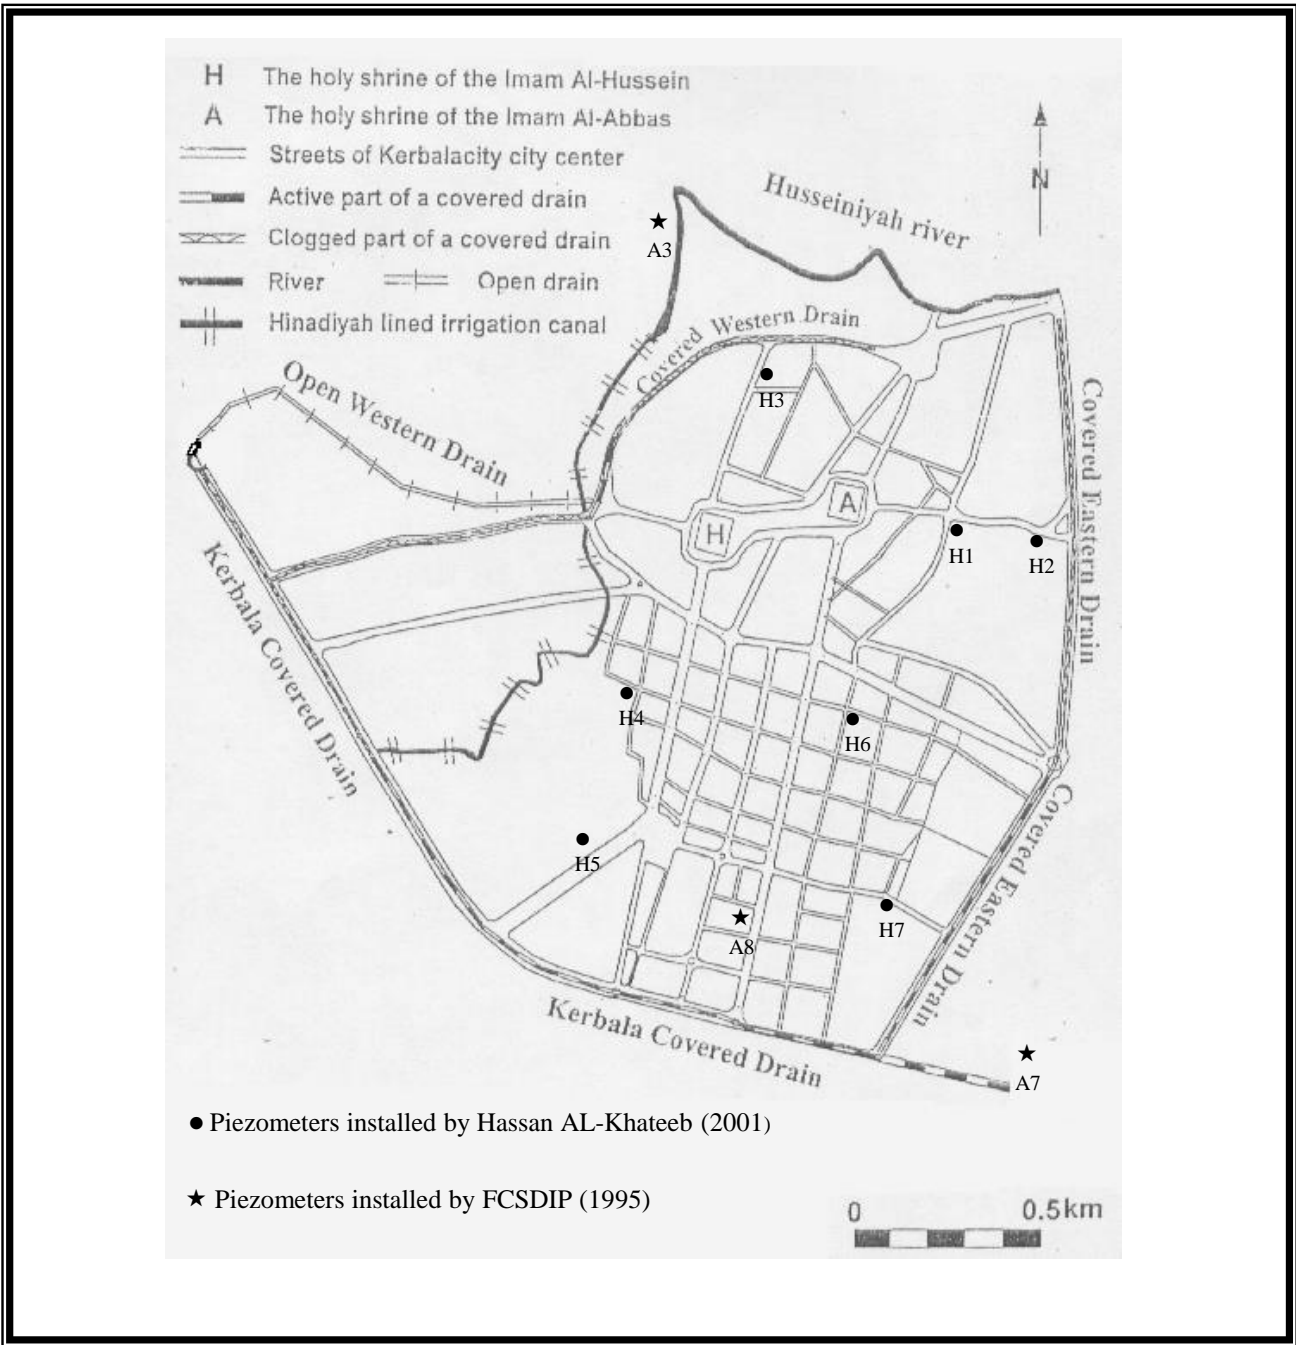 H The holy shrine of the Imam Al-Hussein
A The holy shrine of the Imam Al-Abbas
Streets of Kerbalacity city center
Active part of a covered drain
Clogged part of a covered drain
River Open drain
Hinadiyah lined irrigation canal
N
Husseiniyah river
A3
Covered Western Drain
H3
Open Western Drain
Covered Eastern Drain
A
H
H1
H2
Kerbala Covered Drain
H4
H6
H5
Covered Eastern Drain
H7
A8
Kerbala Covered Drain
A7
Piezometers installed by Hassan AL-Khateeb (2001)
Piezometers installed by FCSDIP (1995)
0 0.5km